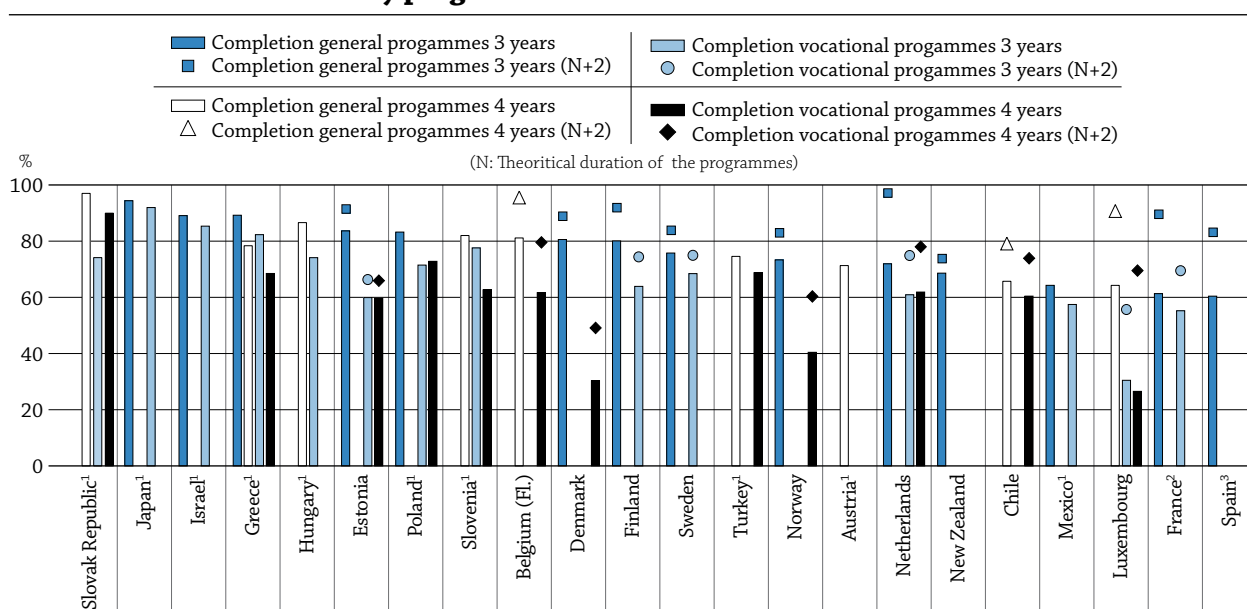 Completion general progammes 3 years
Completion general progammes 3 years (N+2)
Completion vocational progammes 3 years
Completion vocational progammes 3 years (N+2)
Completion general progammes 4 years
Completion general progammes 4 years (N+2)
Completion vocational progammes 4 years
Completion vocational progammes 4 years (N+2)
%
(N: Theoritical duration of the programmes)
100
80
60
40
20
0
Slovak Republic¹
Japan¹
Israel¹
Greece¹
Hungary¹
Estonia
Poland¹
Slovenia¹
Belgium (Fl.)
Denmark
Finland
Sweden
Turkey¹
Norway
Austria¹
Netherlands
New Zealand
Chile
Mexico¹
Luxembourg
France²
Spain³